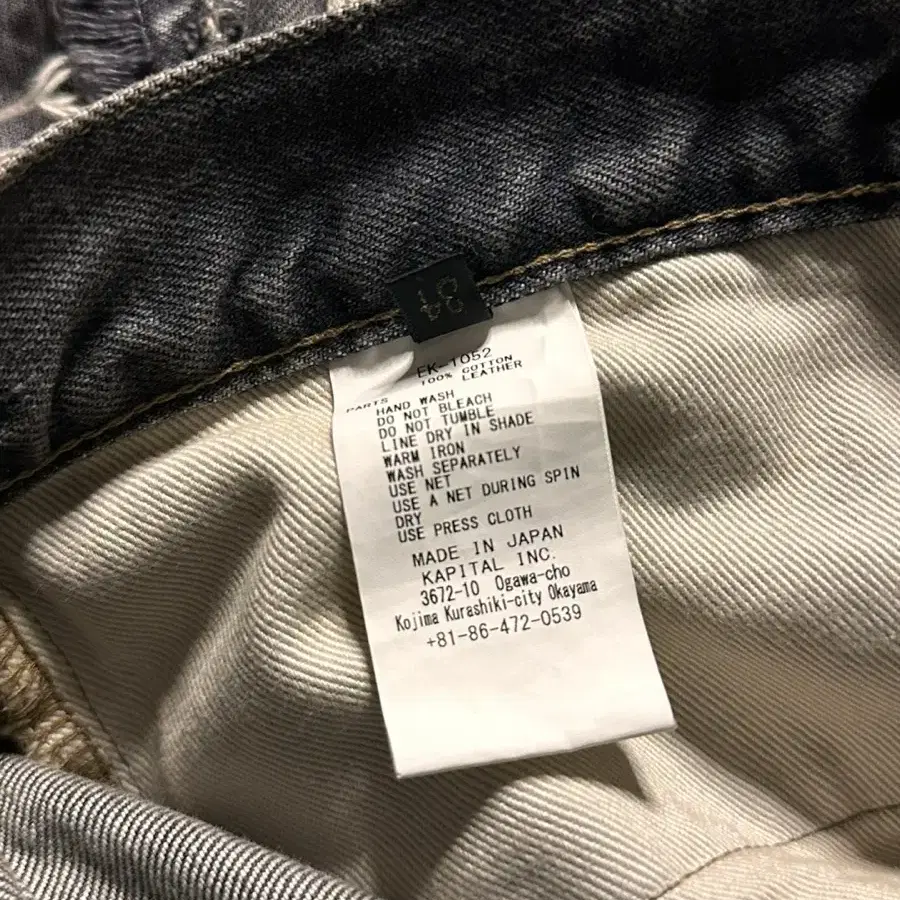 34
EK-1052
100% COTTON
PARTS LEATHER
HAND WASH
DO NOT BLEACH
DO NOT TUMBLE
LINE DRY IN SHADE
WARM IRON
WASH SEPARATELY
USE NET
USE A NET DURING SPIN
DRY
USE PRESS CLOTH
MADE IN JAPAN
KAPITAL INC.
3672-10 Ogawa-cho
Kojima Kurashiki-city Okayama
+81-86-472-0539